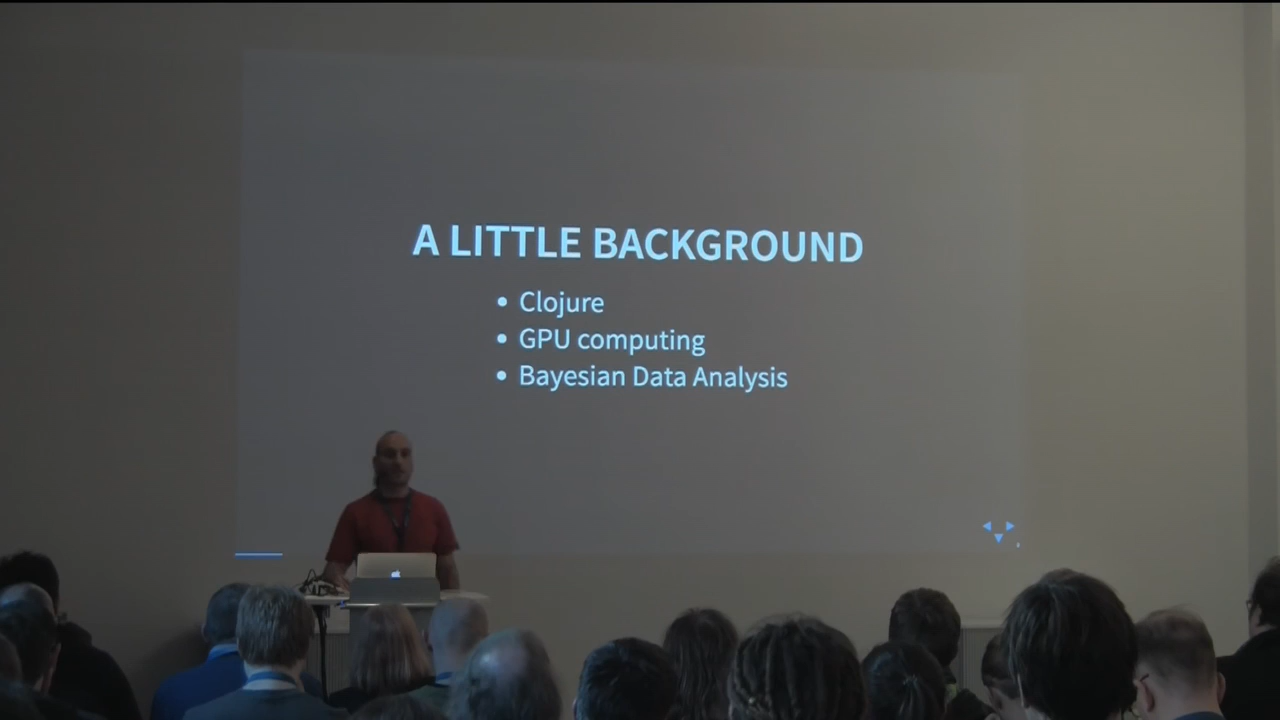 A LITTLE BACKGROUND
• Clojure
• GPU computing
• Bayesian Data Analysis